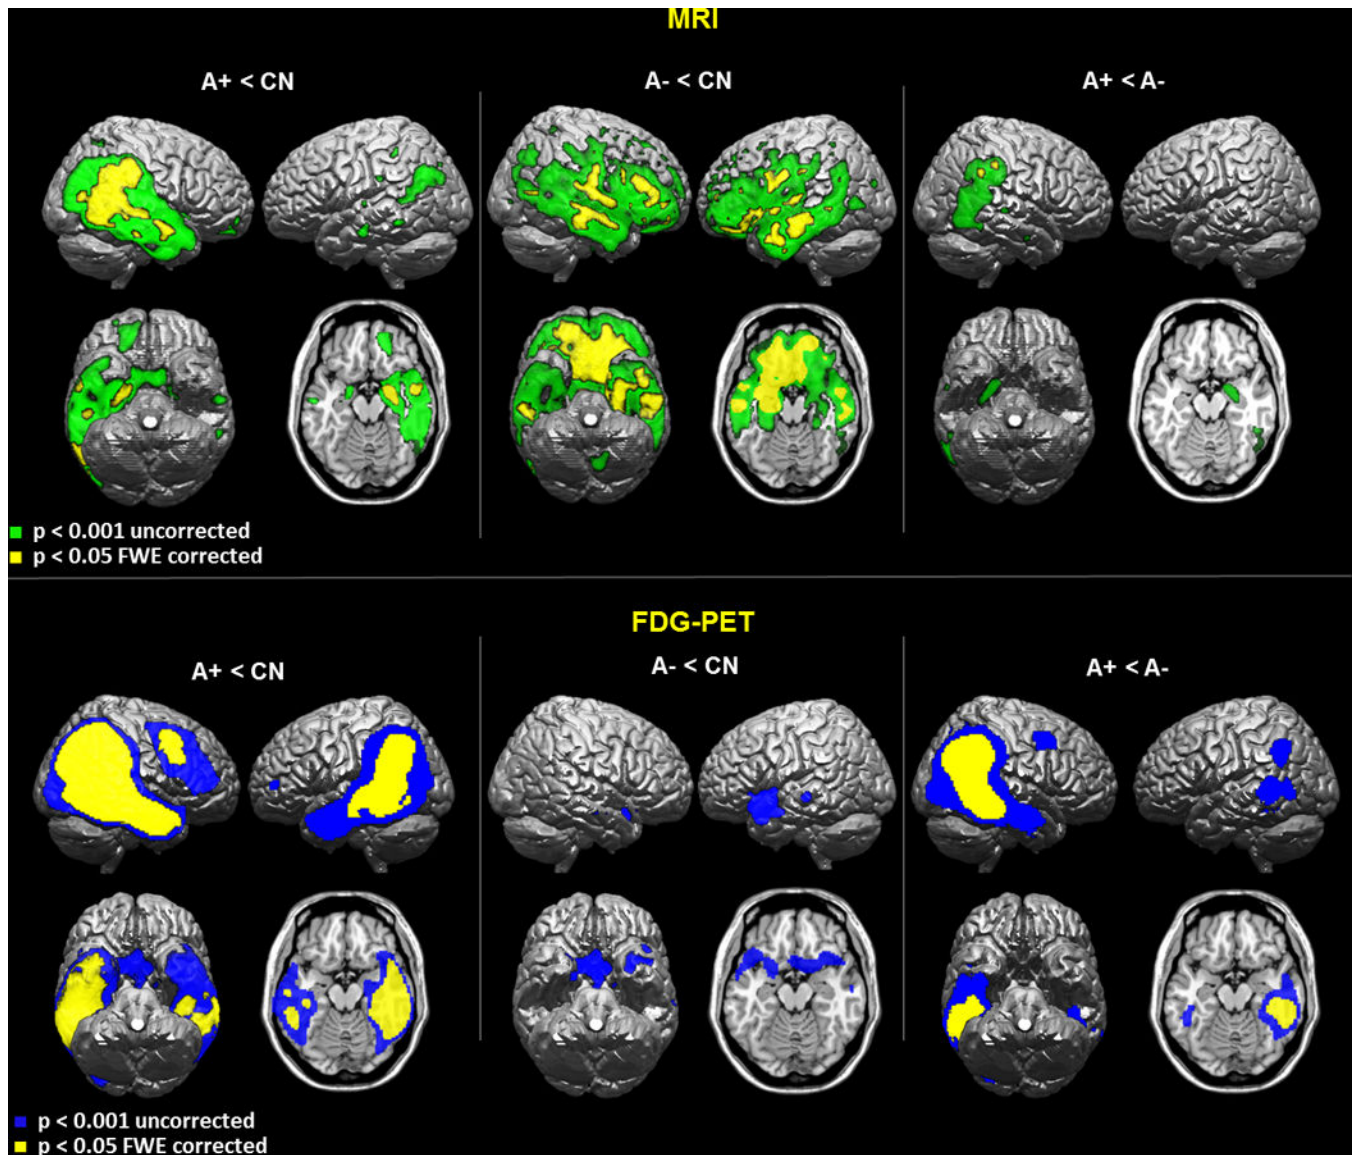 MRI
A+ < CN
A- < CN
A+ < A-
p < 0.001 uncorrected
p < 0.05 FWE corrected
FDG-PET
A+ < CN
A- < CN
A+ < A-
p < 0.001 uncorrected
p < 0.05 FWE corrected